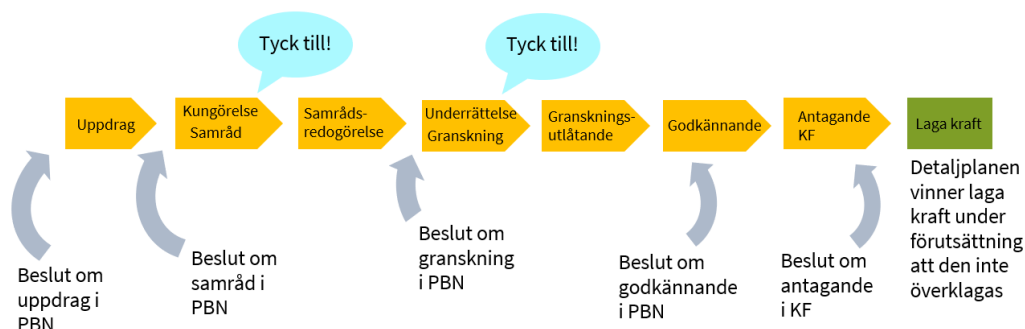 Tyck till!
Tyck till!
Uppdrag
Kungörelse
Samråd
Samråds-
redogörelse
Underrättelse
Granskning
Gransknings-
utlåtande
Godkännande
Antagande
KF
Laga kraft
Beslut om
uppdrag i
PBN
Beslut om
samråd i
PBN
Beslut om
granskning
i PBN
Beslut om
godkännande
i PBN
Beslut om
antagande
i KF
Detaljplanen
vinner laga
kraft under
förutsättning
att den inte
överklagas